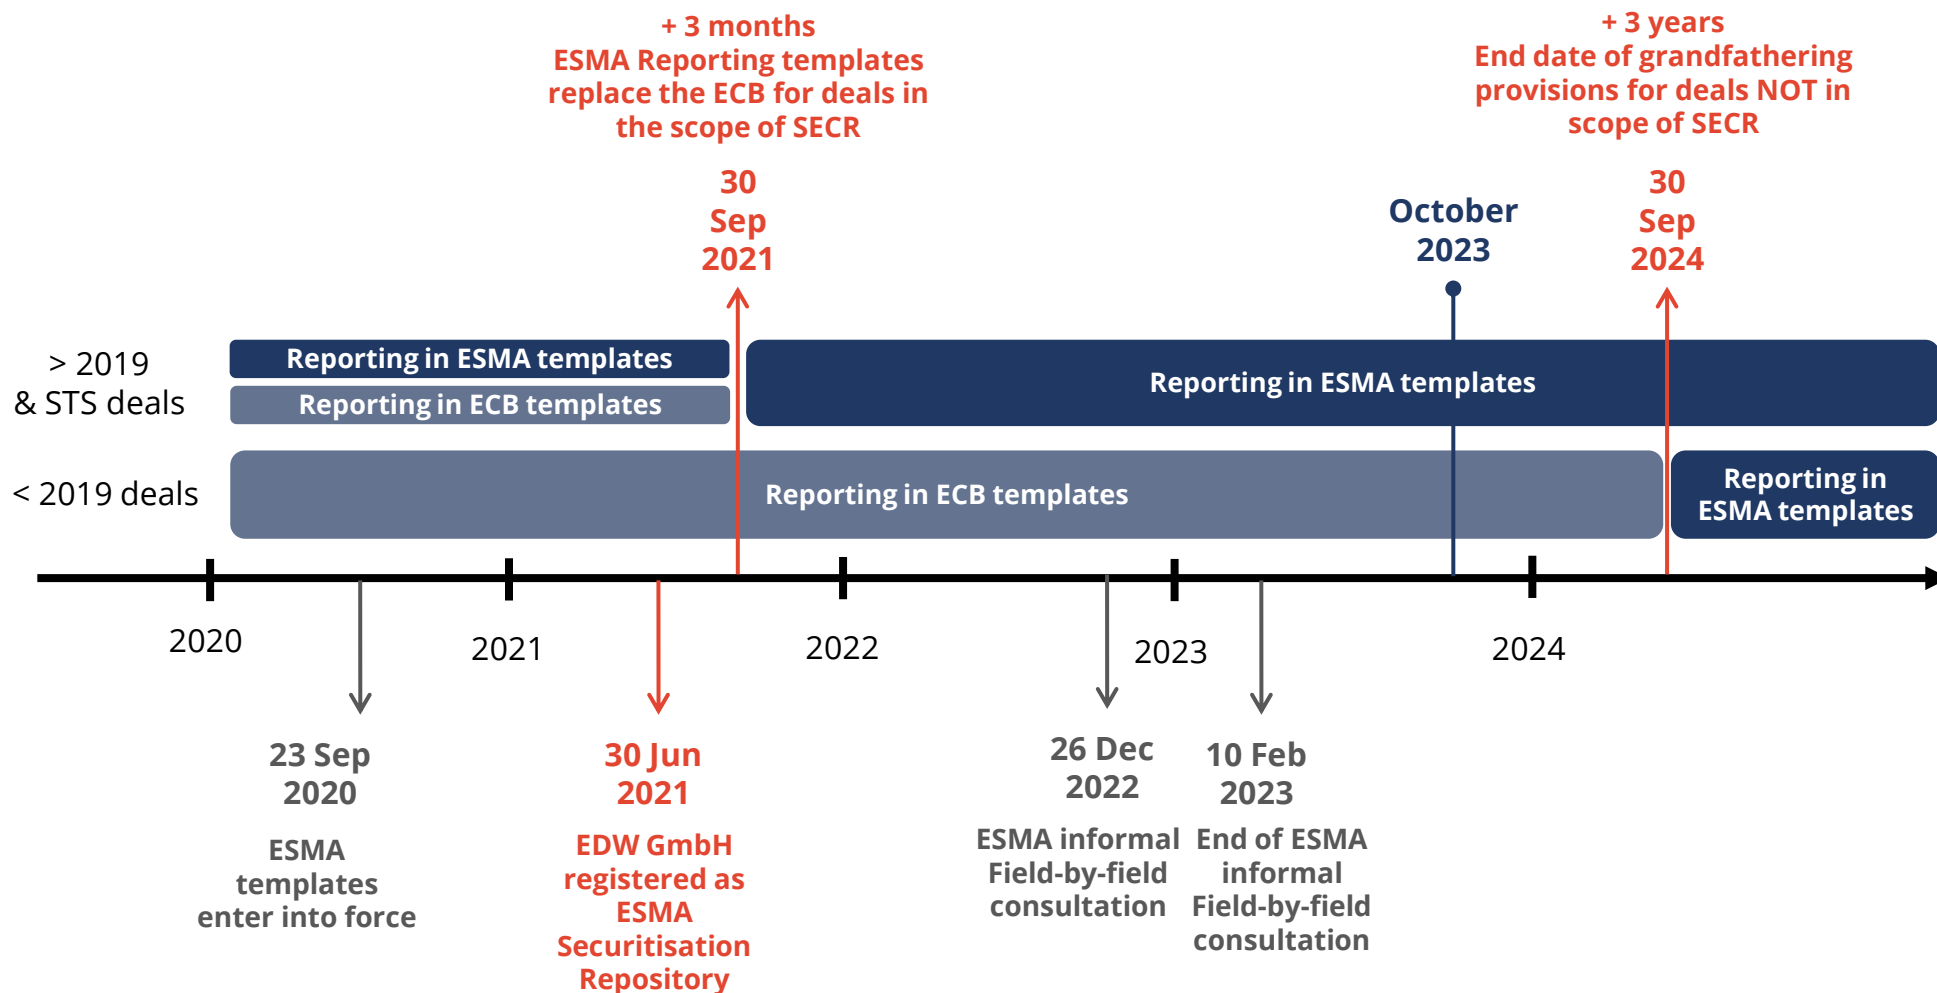 + 3 months
ESMA Reporting templates
replace the ECB for deals in
the scope of SECR
+ 3 years
End date of grandfathering
provisions for deals NOT in
scope of SECR
30
Sep
2021
October
2023
30
Sep
2024
> 2019
& STS deals
Reporting in ESMA templates
Reporting in ECB templates
Reporting in ESMA templates
< 2019 deals
Reporting in ECB templates
Reporting in
ESMA templates
2020
2021
2022
2023
2024
23 Sep
2020
ESMA
templates
enter into force
30 Jun
2021
EDW GmbH
registered as
ESMA
Securitisation
Repository
26 Dec
2022
ESMA informal
Field-by-field
consultation
10 Feb
2023
End of ESMA
informal
Field-by-field
consultation